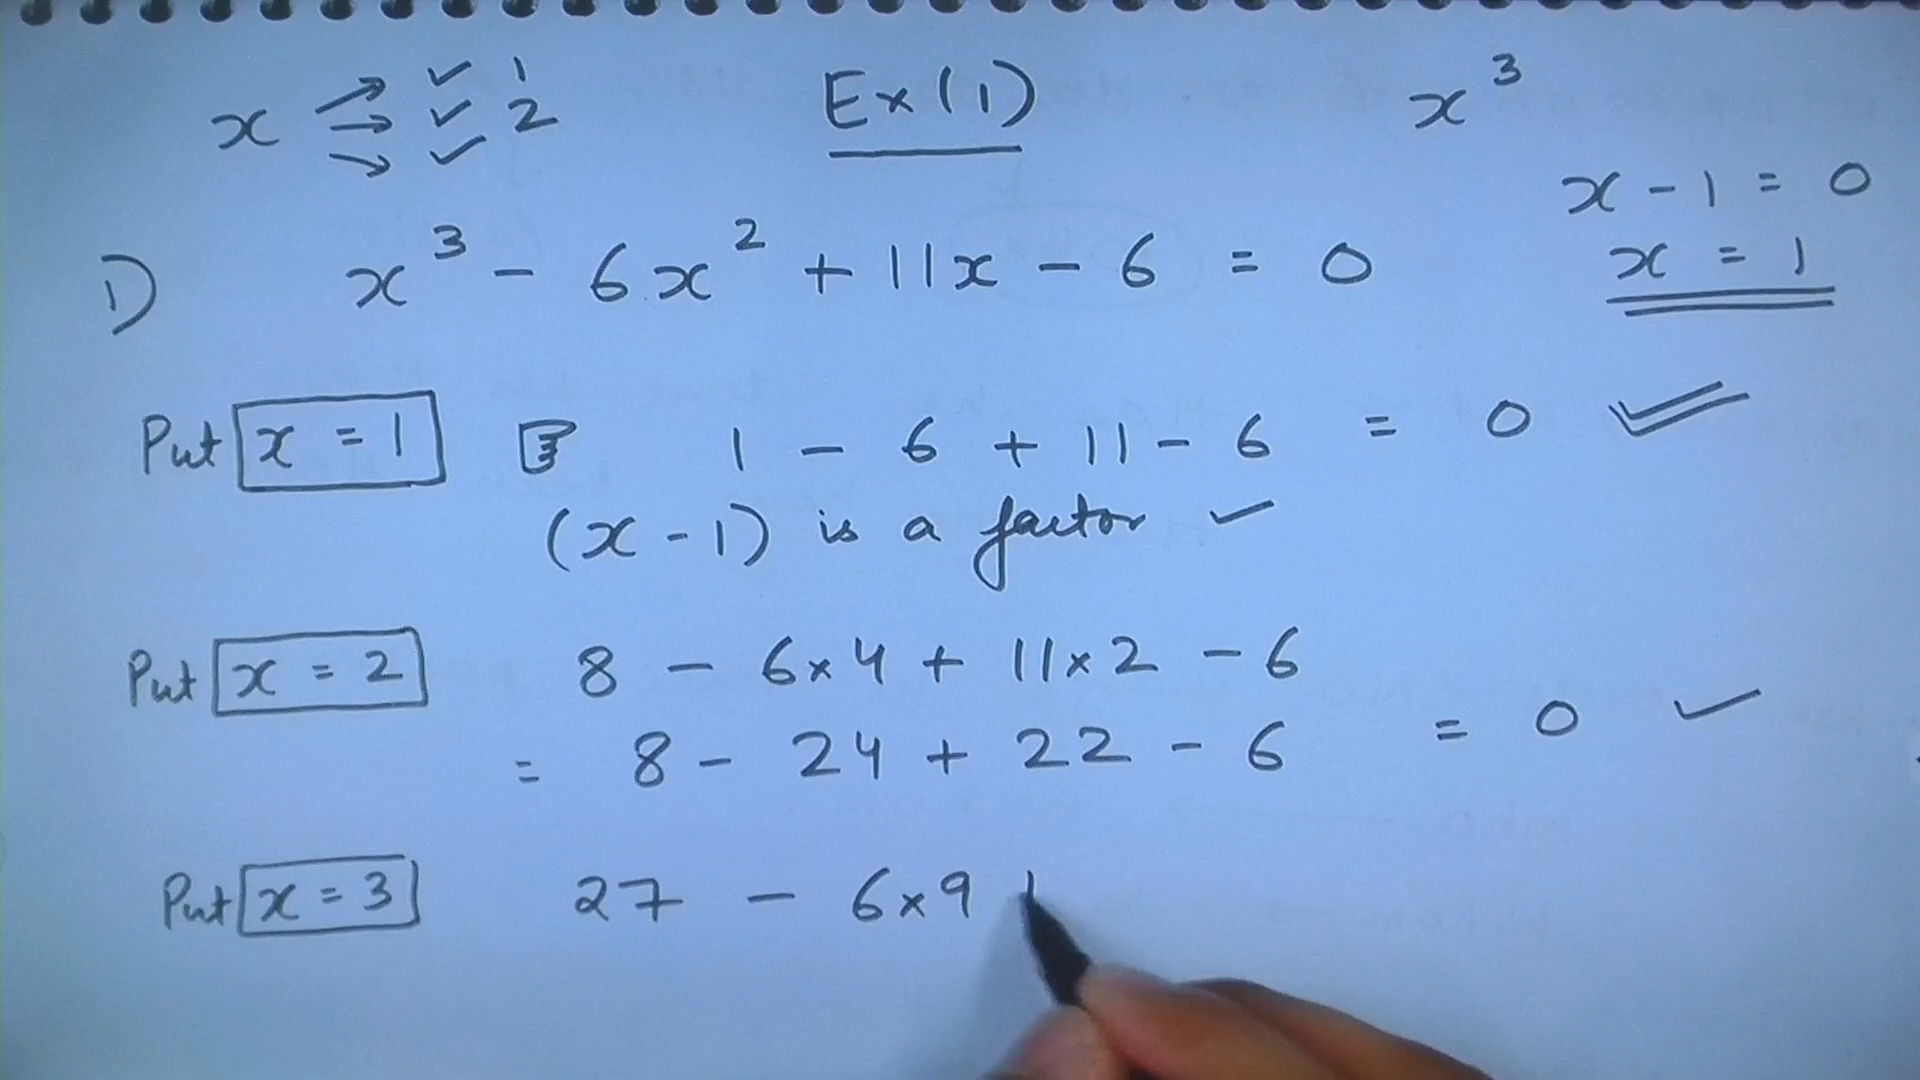 x → ✓ 1
→ ✓ 2
→ ✓
Ex (1)
x³
x - 1 = 0
x = 1
1) x³ - 6x² + 11x - 6 = 0
Put x = 1 1 - 6 + 11 - 6 = 0 ✓
(x - 1) is a factor ✓
Put x = 2 8 - 6×4 + 11×2 - 6
= 8 - 24 + 22 - 6 = 0 ✓
Put x = 3 27 - 6×9